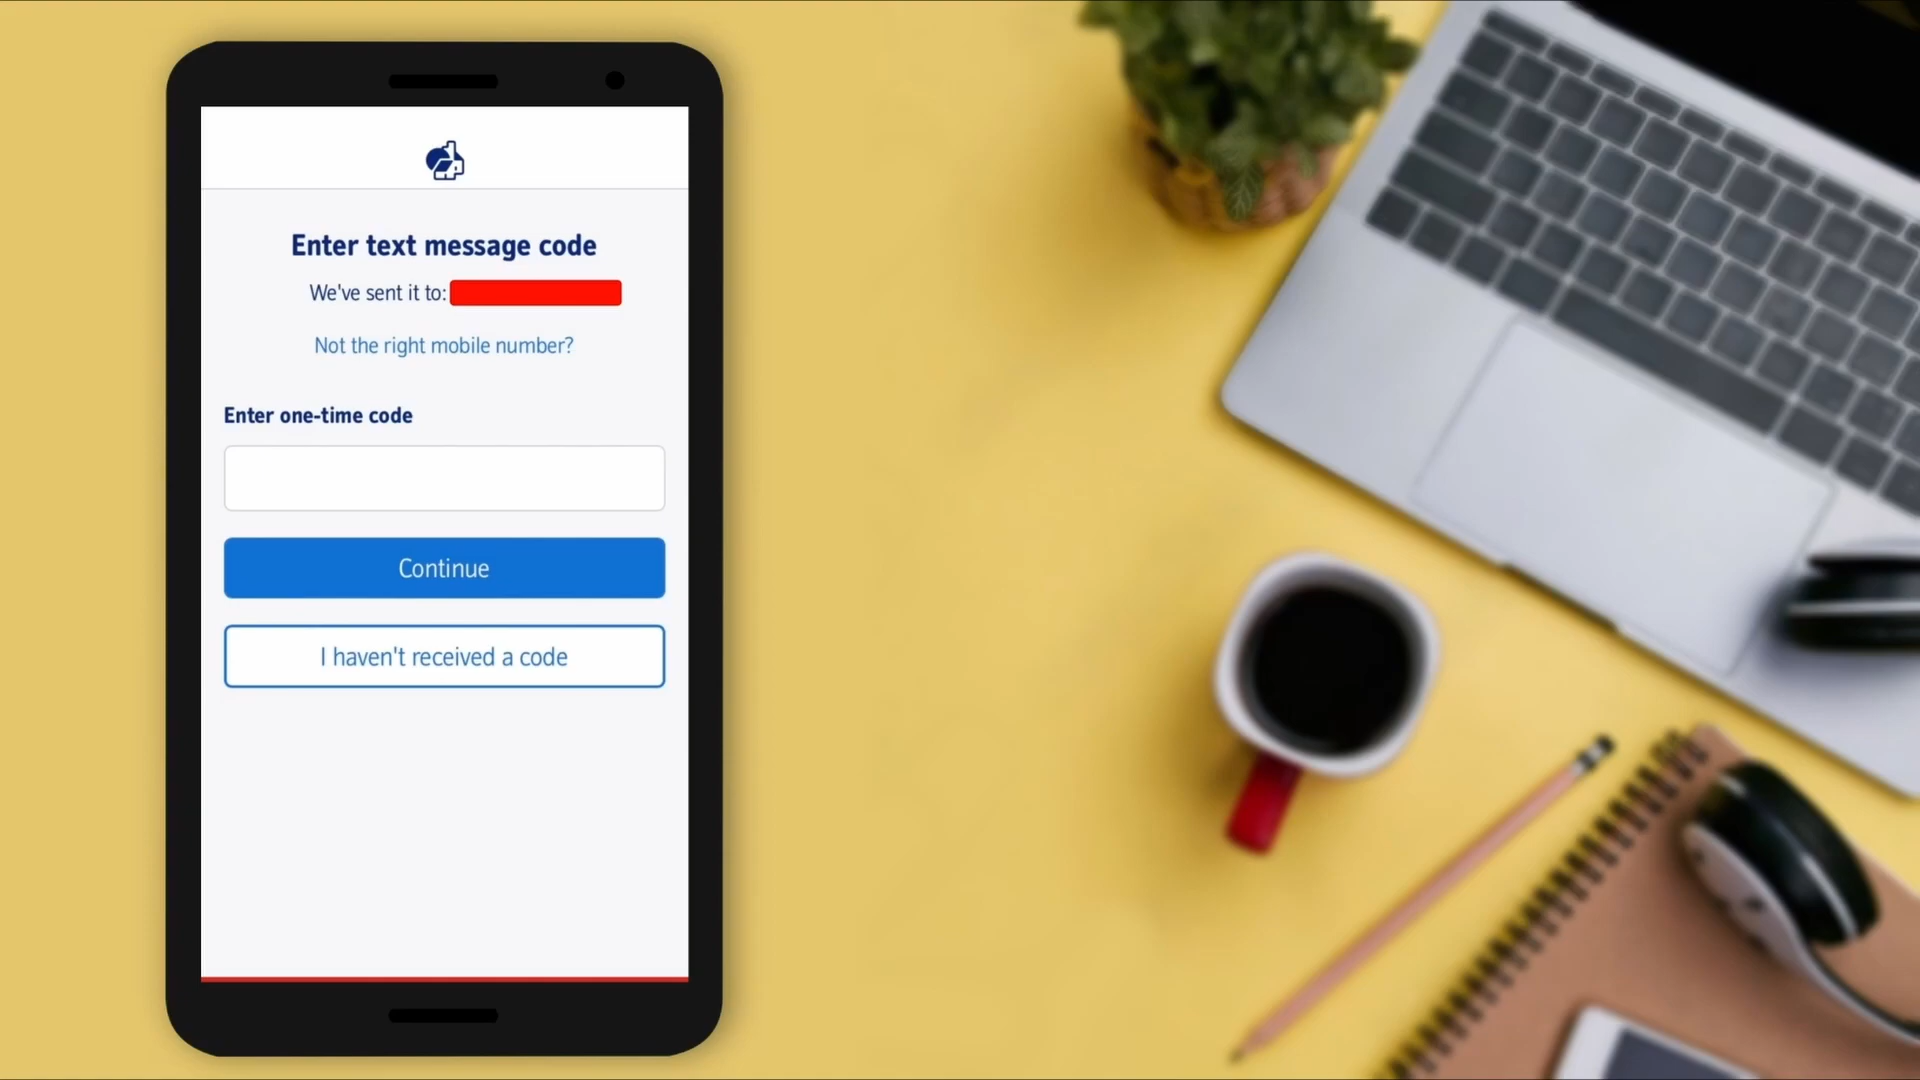 Enter text message code
We've sent it to:
Not the right mobile number?
Enter one-time code
Continue
I haven't received a code